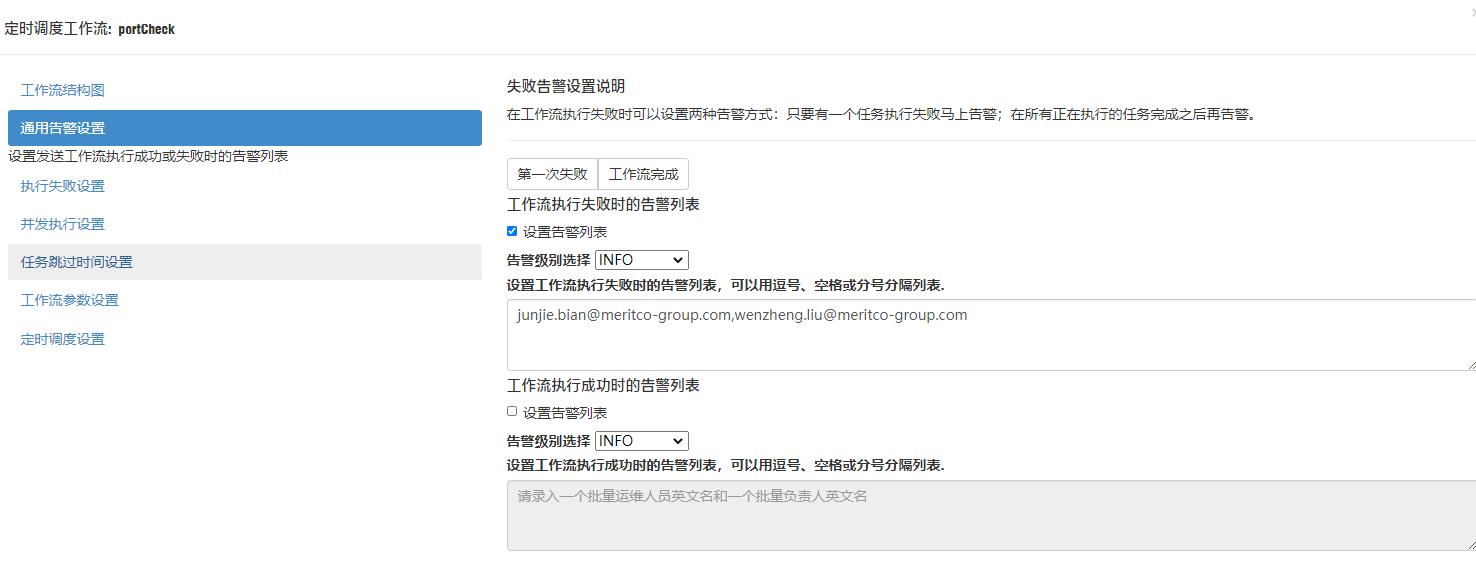 定时调度工作流: portCheck
工作流结构图
通用告警设置
设置发送工作流执行成功或失败时的告警列表
执行失败设置
并发执行设置
任务跳过时间设置
工作流参数设置
定时调度设置
失败告警设置说明
在工作流执行失败时可以设置两种告警方式：只要有一个任务执行失败马上告警；在所有正在执行的任务完成之后再告警。
第一次失败 工作流完成
工作流执行失败时的告警列表
设置告警列表
告警级别选择 INFO
设置工作流执行失败时的告警列表，可以用逗号、空格或分号分隔列表.
junjie.bian@meritco-group.com,wenzheng.liu@meritco-group.com
工作流执行成功时的告警列表
设置告警列表
告警级别选择 INFO
设置工作流执行成功时的告警列表，可以用逗号、空格或分号分隔列表.
请录入一个批量运维人员英文名和一个批量负责人英文名